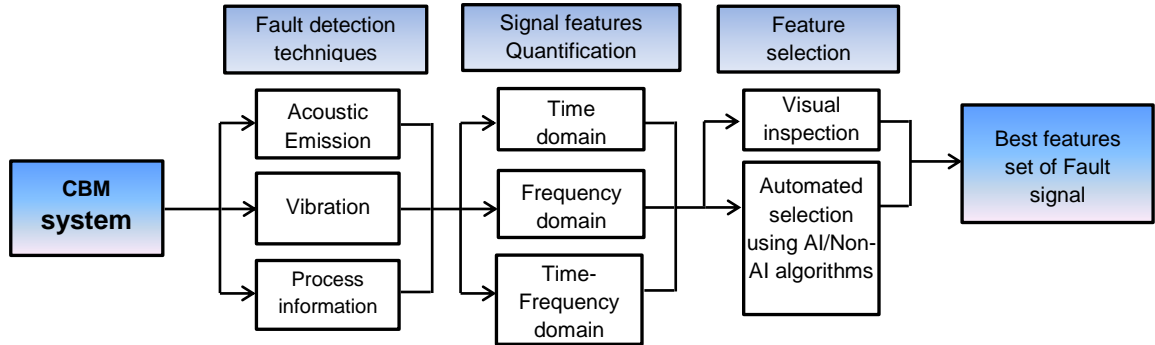 Fault detection
techniques
Signal features
Quantification
Feature
selection
CBM
system
Acoustic
Emission
Vibration
Process
information
Time
domain
Frequency
domain
Time-
Frequency
domain
Visual
inspection
Automated
selection
using AI/Non-
AI algorithms
Best features
set of Fault
signal